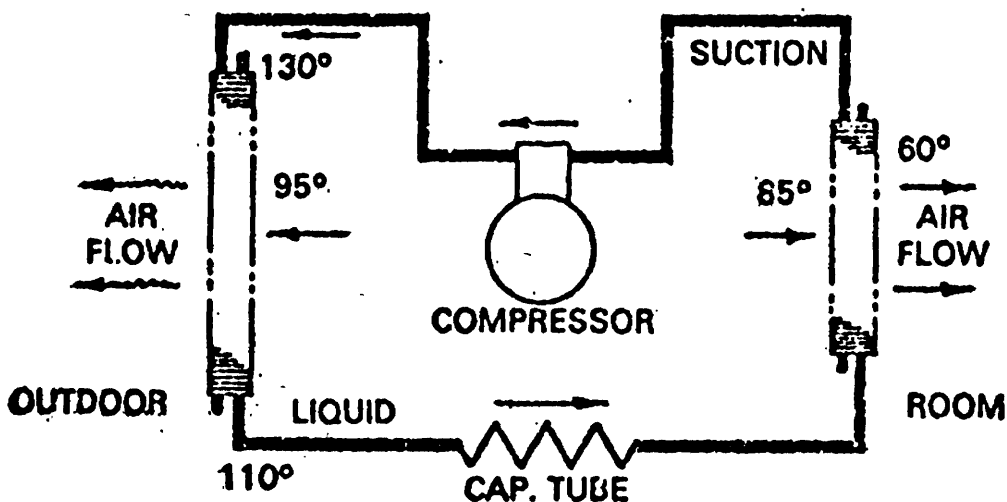 SUCTION
130°
60°
95°
85°
AIR
FLOW
AIR
FLOW
COMPRESSOR
OUTDOOR
LIQUID
ROOM
110°
CAP. TUBE